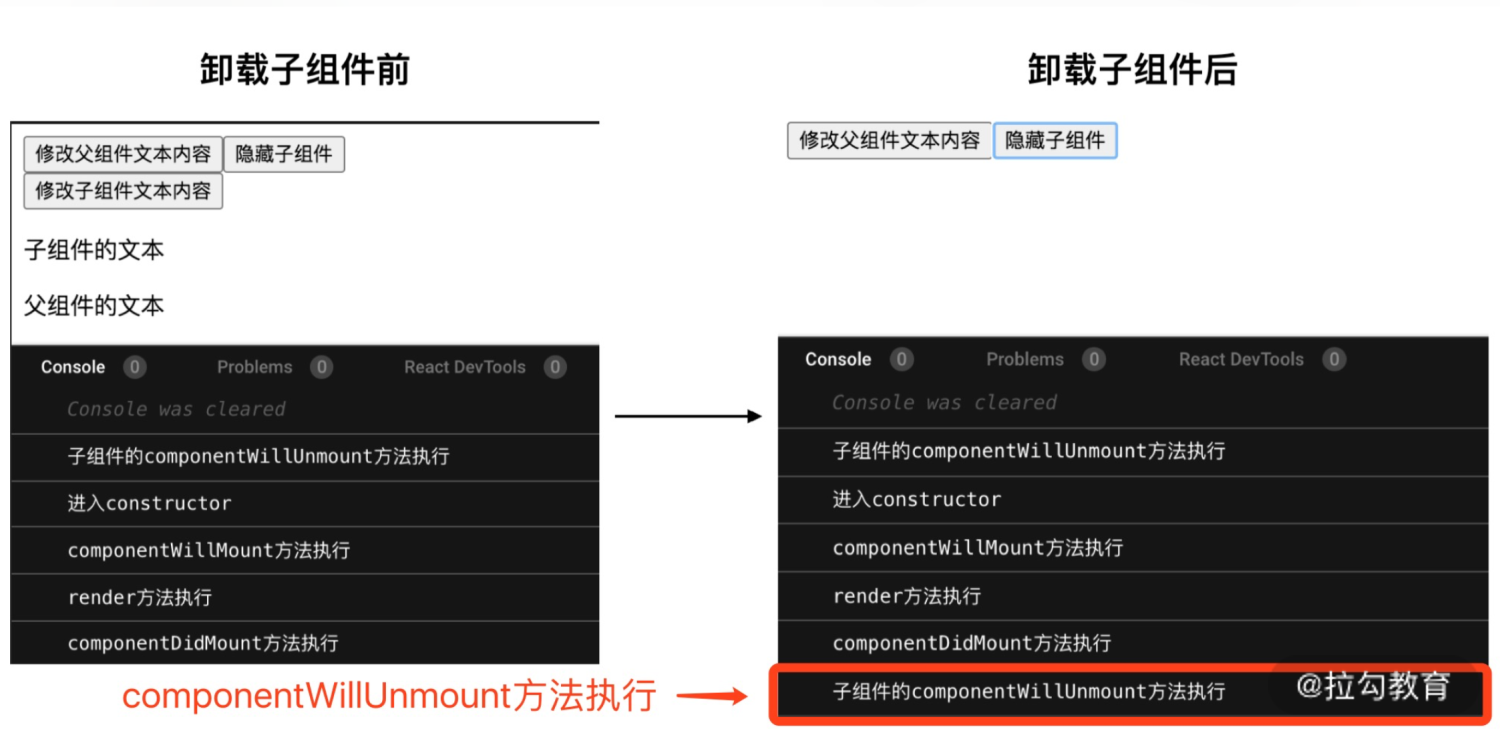 卸载子组件前
修改父组件文本内容 隐藏子组件
修改子组件文本内容
子组件的文本
父组件的文本
Console 0 Problems 0 React DevTools 0
Console was cleared
子组件的componentWillUnmount方法执行
进入constructor
componentWillMount方法执行
render方法执行
componentDidMount方法执行
componentWillUnmount方法执行
卸载子组件后
修改父组件文本内容 隐藏子组件
Console 0 Problems 0 React DevTools 0
Console was cleared
子组件的componentWillUnmount方法执行
进入constructor
componentWillMount方法执行
render方法执行
componentDidMount方法执行
子组件的componentWillUnmount方法执行
@拉勾教育